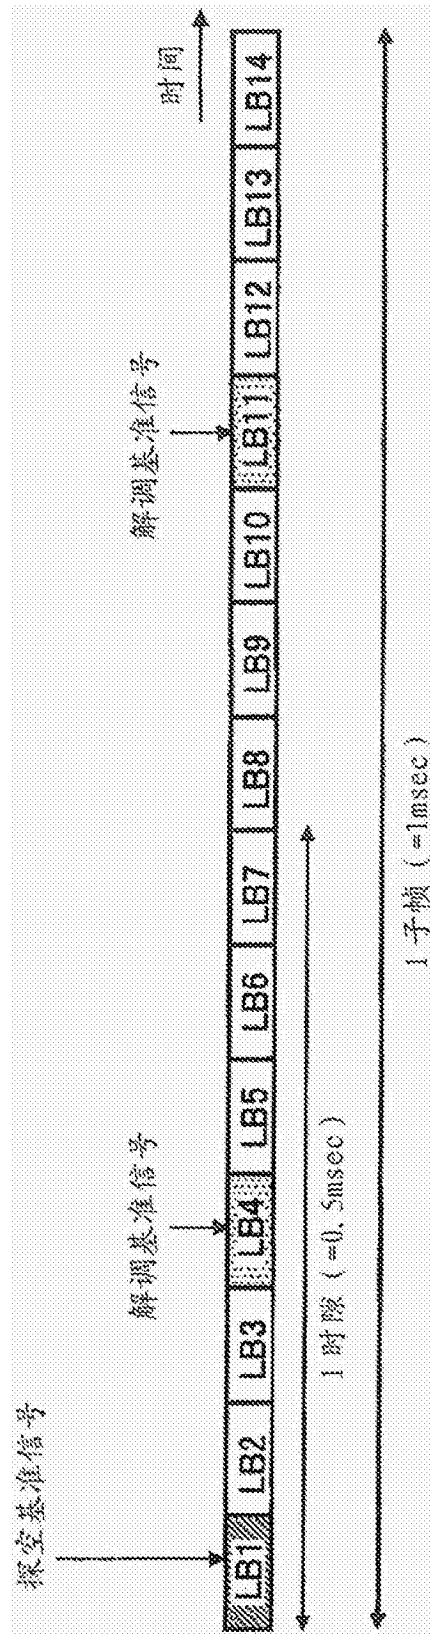 时间
探空基准信号
解调基准信号
解调基准信号
LB1 LB2 LB3 LB4 LB5 LB6 LB7 LB8 LB9 LB10 LB11 LB12 LB13 LB14
1 时隙 (=0.5msec)
1 子帧 (=1msec)